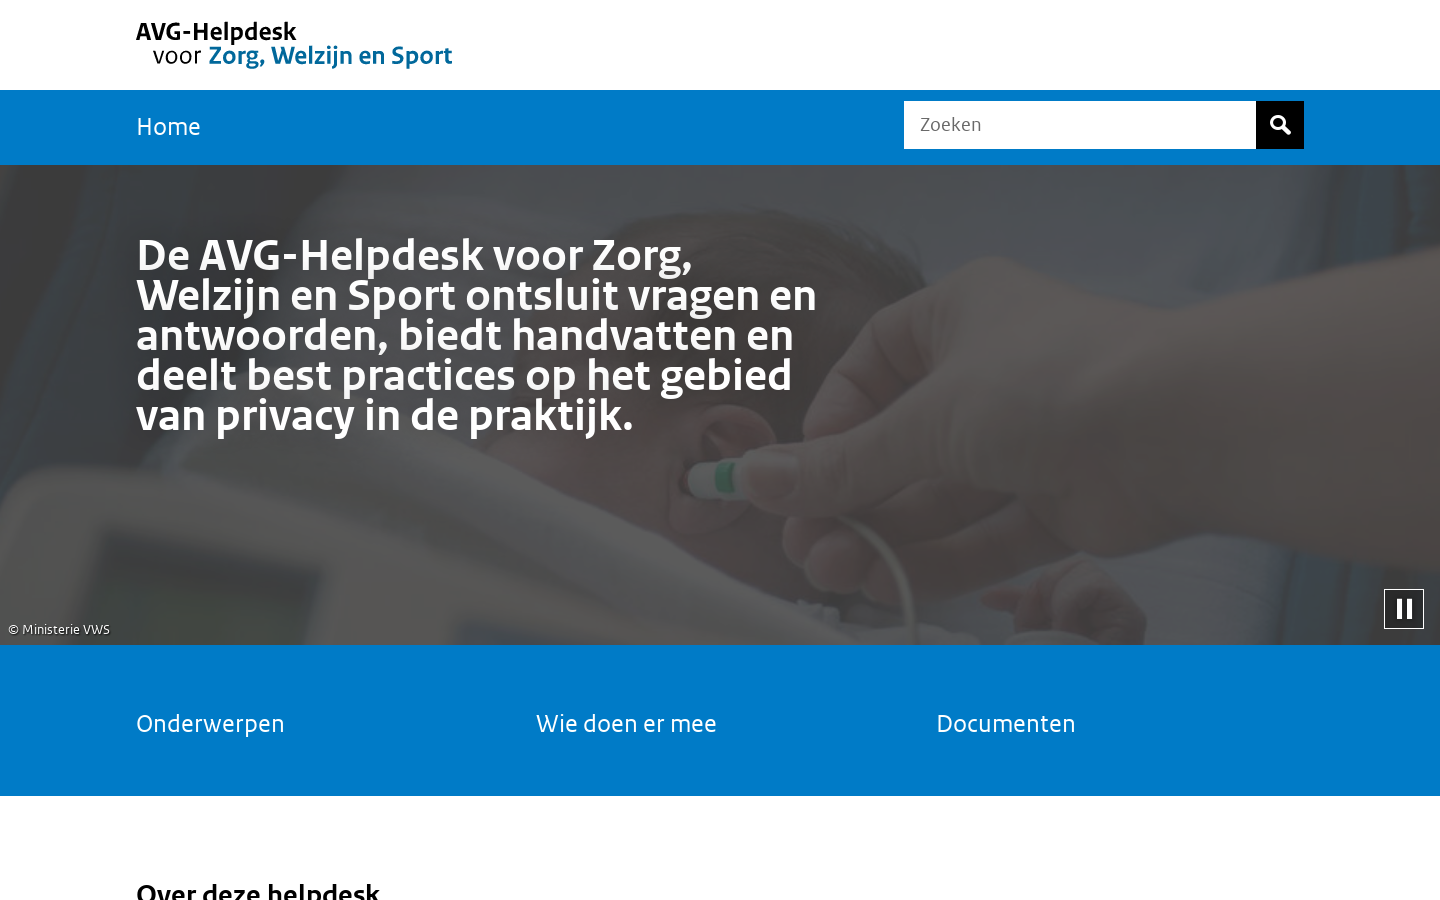 AVG-Helpdesk
voor Zorg, Welzijn en Sport
Home
Zoeken
De AVG-Helpdesk voor Zorg,
Welzijn en Sport ontsluit vragen en
antwoorden, biedt handvatten en
deelt best practices op het gebied
van privacy in de praktijk.
© Ministerie VWS
Onderwerpen
Wie doen er mee
Documenten
Over deze helpdesk